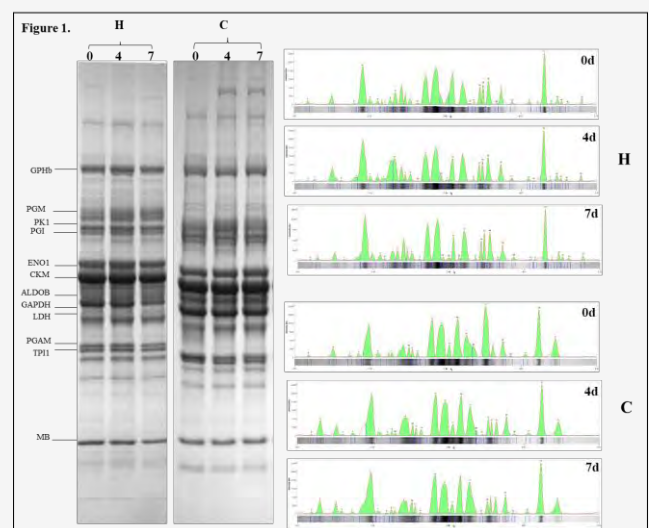 Figure 1.
H
C
0 4 7
0 4 7
GPHb
PGM
PK1
PGI
ENO1
CKM
ALDOB
GAPDH
LDH
PGAM
TPI1
MB
0d
4d
H
7d
0d
4d
C
7d